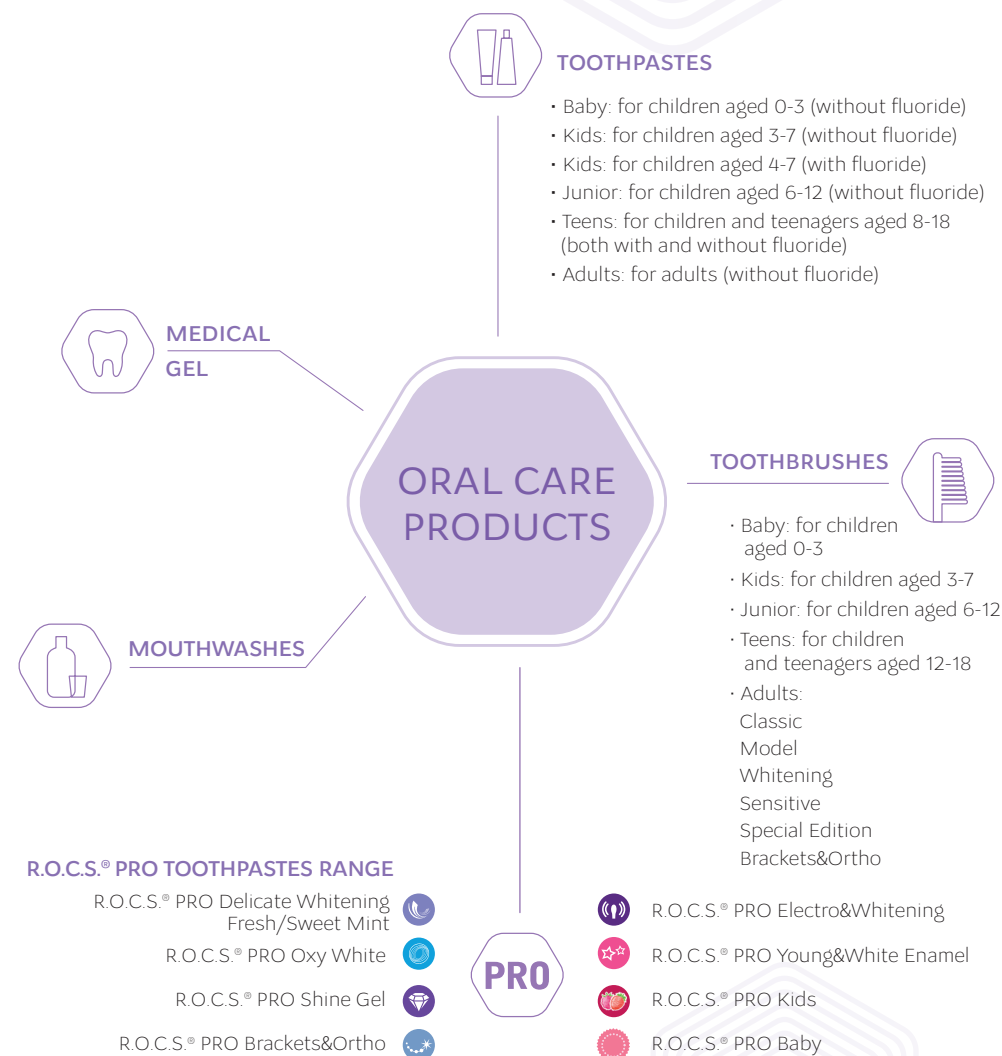 TOOTHPASTES
· Baby: for children aged 0-3 (without fluoride)
· Kids: for children aged 3-7 (without fluoride)
· Kids: for children aged 4-7 (with fluoride)
· Junior: for children aged 6-12 (without fluoride)
· Teens: for children and teenagers aged 8-18
(both with and without fluoride)
· Adults: for adults (without fluoride)
MEDICAL
GEL
ORAL CARE
PRODUCTS
TOOTHBRUSHES
· Baby: for children
aged 0-3
· Kids: for children aged 3-7
· Junior: for children aged 6-12
· Teens: for children
and teenagers aged 12-18
· Adults:
Classic
Model
Whitening
Sensitive
Special Edition
Brackets&Ortho
MOUTHWASHES
R.O.C.S.® PRO TOOTHPASTES RANGE
R.O.C.S.® PRO Delicate Whitening
Fresh/Sweet Mint
R.O.C.S.® PRO Oxy White
R.O.C.S.® PRO Shine Gel
R.O.C.S.® PRO Brackets&Ortho
PRO
R.O.C.S.® PRO Electro&Whitening
R.O.C.S.® PRO Young&White Enamel
R.O.C.S.® PRO Kids
R.O.C.S.® PRO Baby